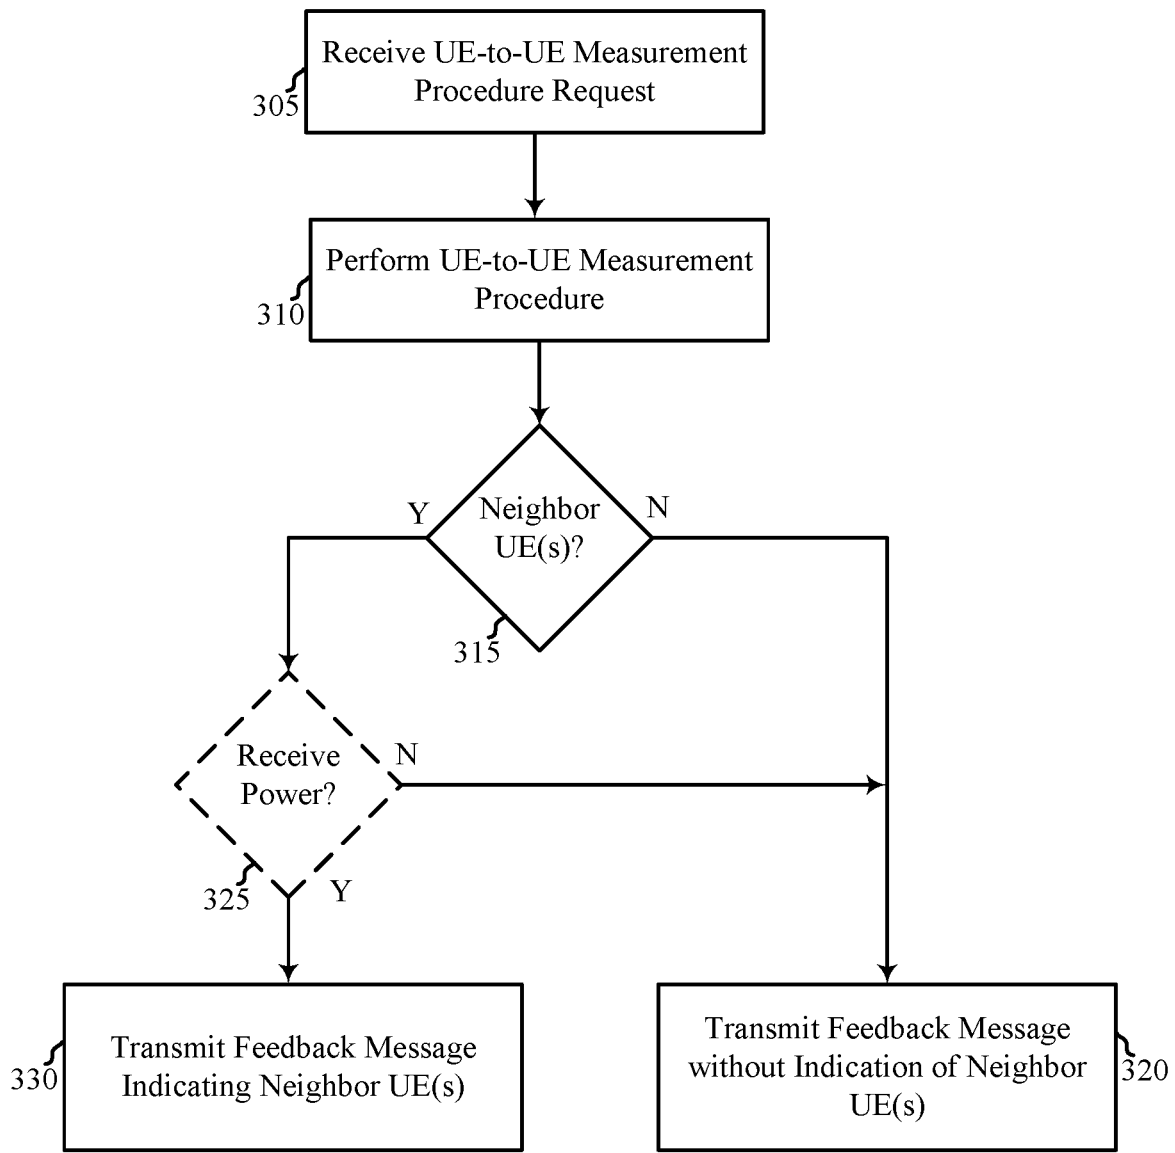 Receive UE-to-UE Measurement
Procedure Request
305
Perform UE-to-UE Measurement
Procedure
310
Y
Neighbor
UE(s)?
N
315
Receive
Power?
N
325
Y
Transmit Feedback Message
Indicating Neighbor UE(s)
330
Transmit Feedback Message
without Indication of Neighbor
UE(s)
320